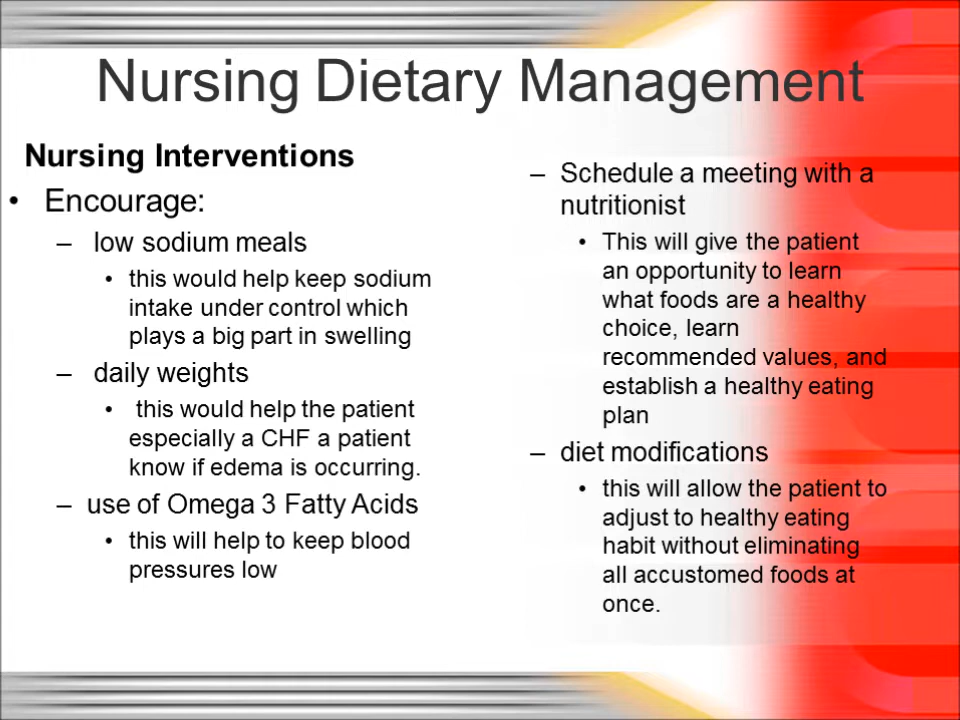 Nursing Dietary Management
Nursing Interventions
• Encourage:
– low sodium meals
• this would help keep sodium
intake under control which
plays a big part in swelling
– daily weights
• this would help the patient
especially a CHF a patient
know if edema is occurring.
– use of Omega 3 Fatty Acids
• this will help to keep blood
pressures low
– Schedule a meeting with a
nutritionist
• This will give the patient
an opportunity to learn
what foods are a healthy
choice, learn
recommended values, and
establish a healthy eating
plan
– diet modifications
• this will allow the patient to
adjust to healthy eating
habit without eliminating
all accustomed foods at
once.